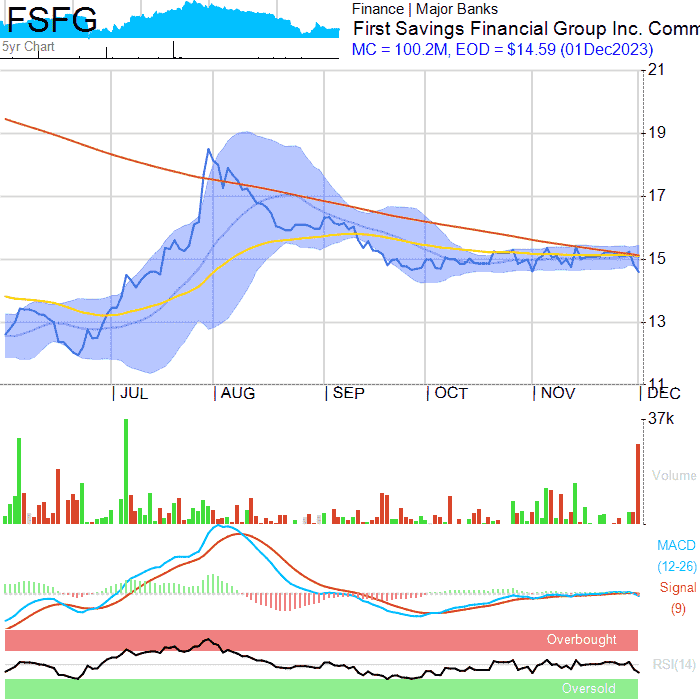 FSFG
5yr Chart
Finance | Major Banks
First Savings Financial Group Inc. Comm
MC = 100.2M, EOD = $14.59 (01Dec2023)
21
19
17
15
13
11
JUL AUG SEP OCT NOV DEC
37k
Volume
MACD
(12-26)
Signal
(9)
Overbought
RSI(14)
Oversold